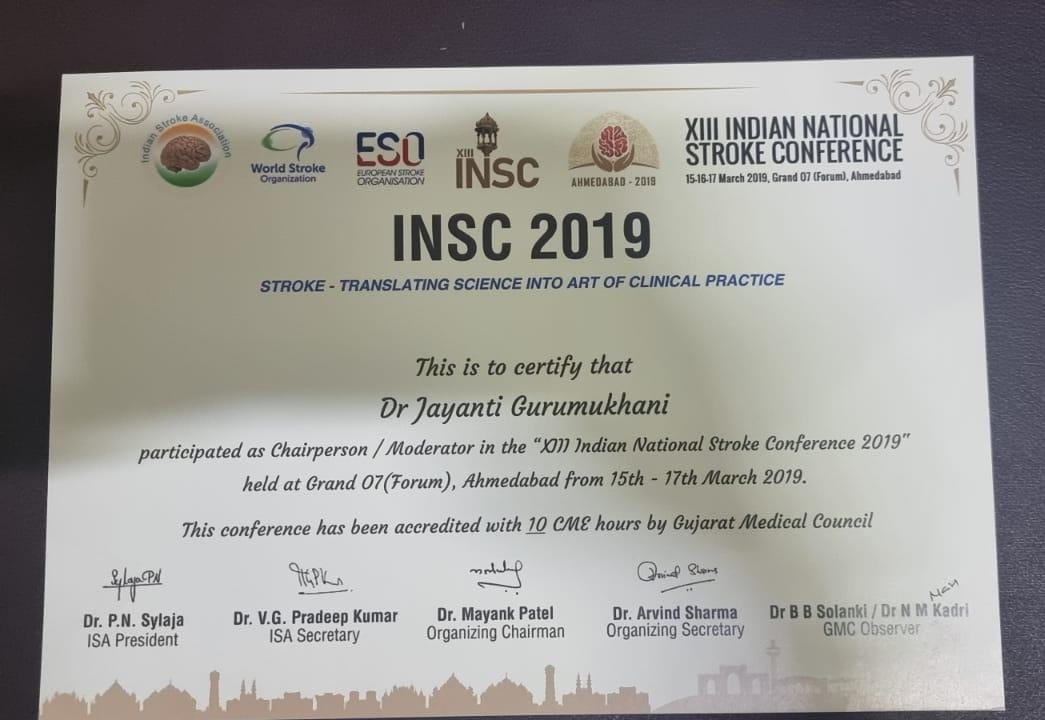 Indian Stroke Association
World Stroke
Organization
ESO
EUROPEAN STROKE
ORGANISATION
XIII
INSC
AHMEDABAD - 2019
XIII INDIAN NATIONAL
STROKE CONFERENCE
15-16-17 March 2019, Grand 07 (Forum), Ahmedabad
INSC 2019
STROKE - TRANSLATING SCIENCE INTO ART OF CLINICAL PRACTICE
This is to certify that
Dr Jayanti Gurumukhani
participated as Chairperson / Moderator in the “XIII Indian National Stroke Conference 2019”
held at Grand 07(Forum), Ahmedabad from 15th - 17th March 2019.
This conference has been accredited with 10 CME hours by Gujarat Medical Council
Sylaja PN
Arvind Sharma
Dr. P.N. Sylaja
ISA President
Dr. V.G. Pradeep Kumar
ISA Secretary
Dr. Mayank Patel
Organizing Chairman
Dr. Arvind Sharma
Organizing Secretary
Dr B B Solanki / Dr N M Kadri
GMC Observer